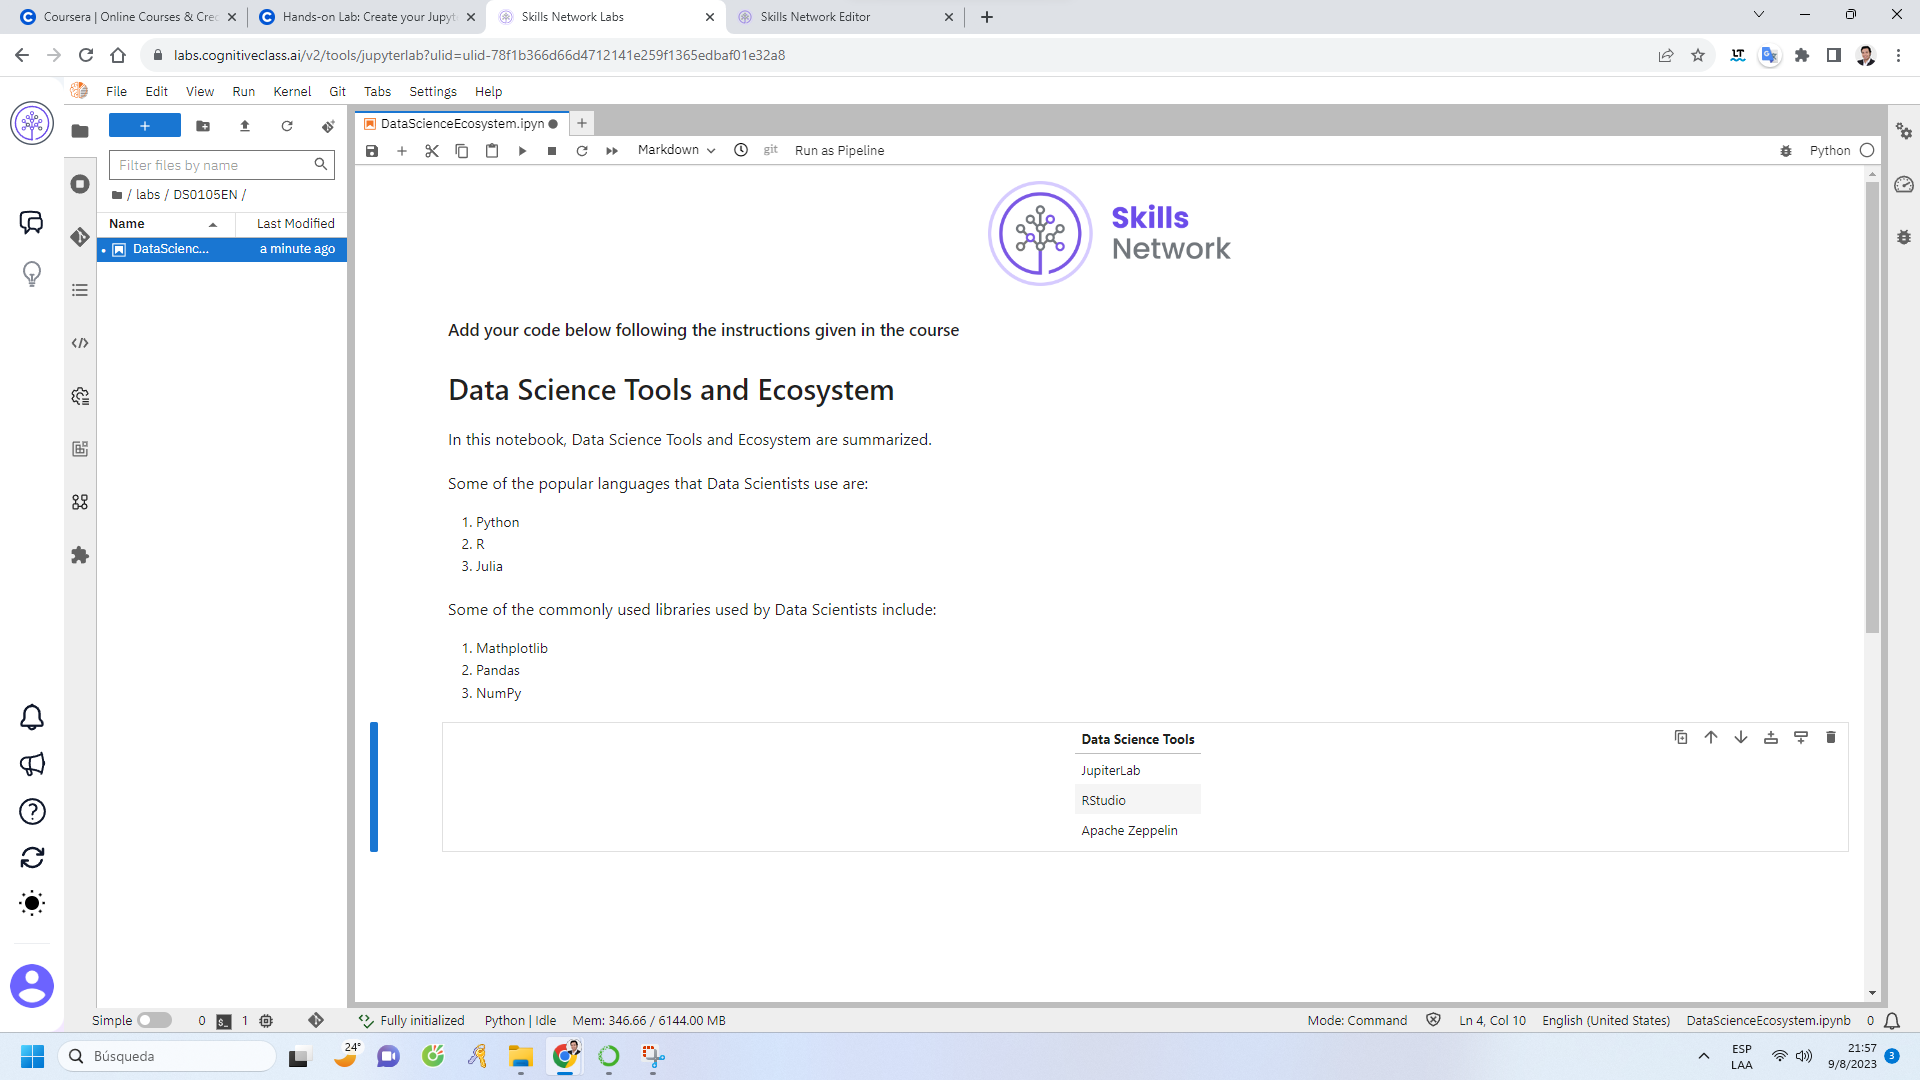 Coursera | Online Courses & Cre
Hands-on Lab: Create your Jupyt
Skills Network Labs
Skills Network Editor
labs.cognitiveclass.ai/v2/tools/jupyterlab?ulid=ulid-78f1b366d66d4712141e259f1365edbaf01e32a8
File Edit View Run Kernel Git Tabs Settings Help
DataScienceEcosystem.ipyn
Markdown git Run as Pipeline
Python
Filter files by name
/ labs / DS0105EN /
Name Last Modified
DataScienc... a minute ago
Skills
Network
Add your code below following the instructions given in the course
Data Science Tools and Ecosystem
In this notebook, Data Science Tools and Ecosystem are summarized.
Some of the popular languages that Data Scientists use are:
1. Python
2. R
3. Julia
Some of the commonly used libraries used by Data Scientists include:
1. Mathplotlib
2. Pandas
3. NumPy
Data Science Tools
JupiterLab
RStudio
Apache Zeppelin
Simple 0 1 Fully initialized Python | Idle Mem: 346.66 / 6144.00 MB Mode: Command Ln 4, Col 10 English (United States) DataScienceEcosystem.ipynb 0
Búsqueda
24°
ESP
LAA
21:57
9/8/2023
3